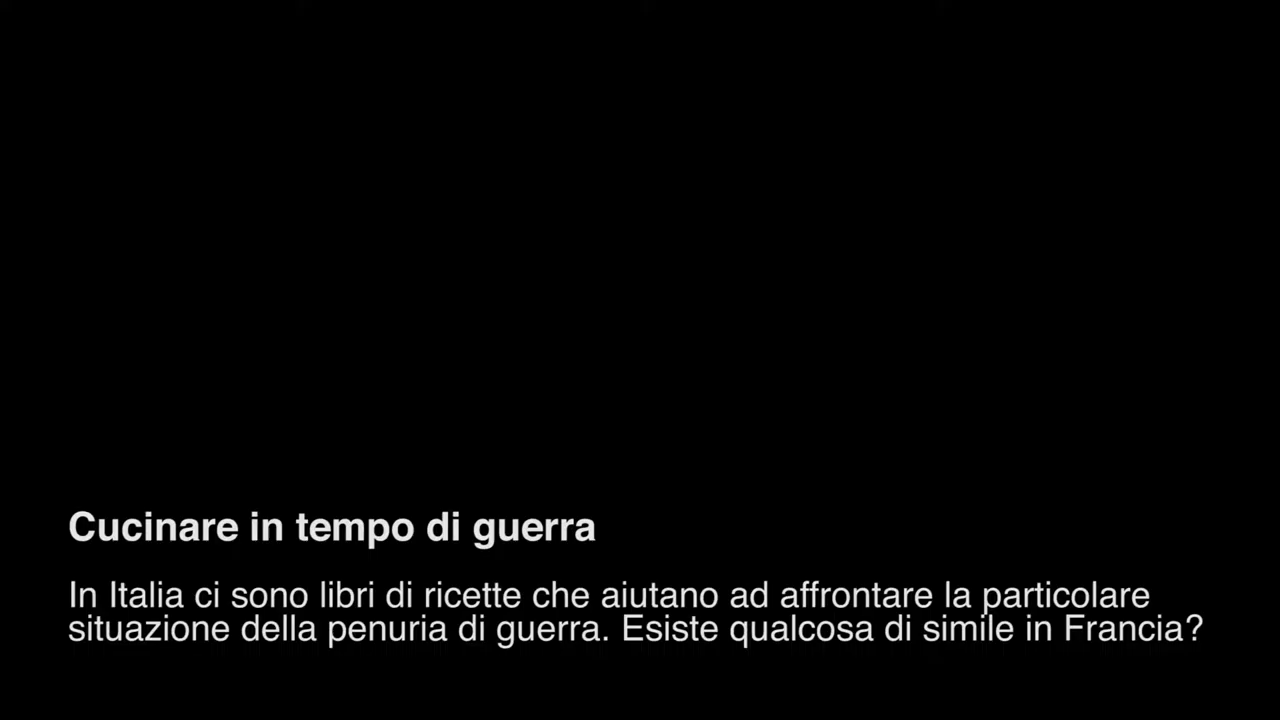 Cucinare in tempo di guerra
In Italia ci sono libri di ricette che aiutano ad affrontare la particolare
situazione della penuria di guerra. Esiste qualcosa di simile in Francia?